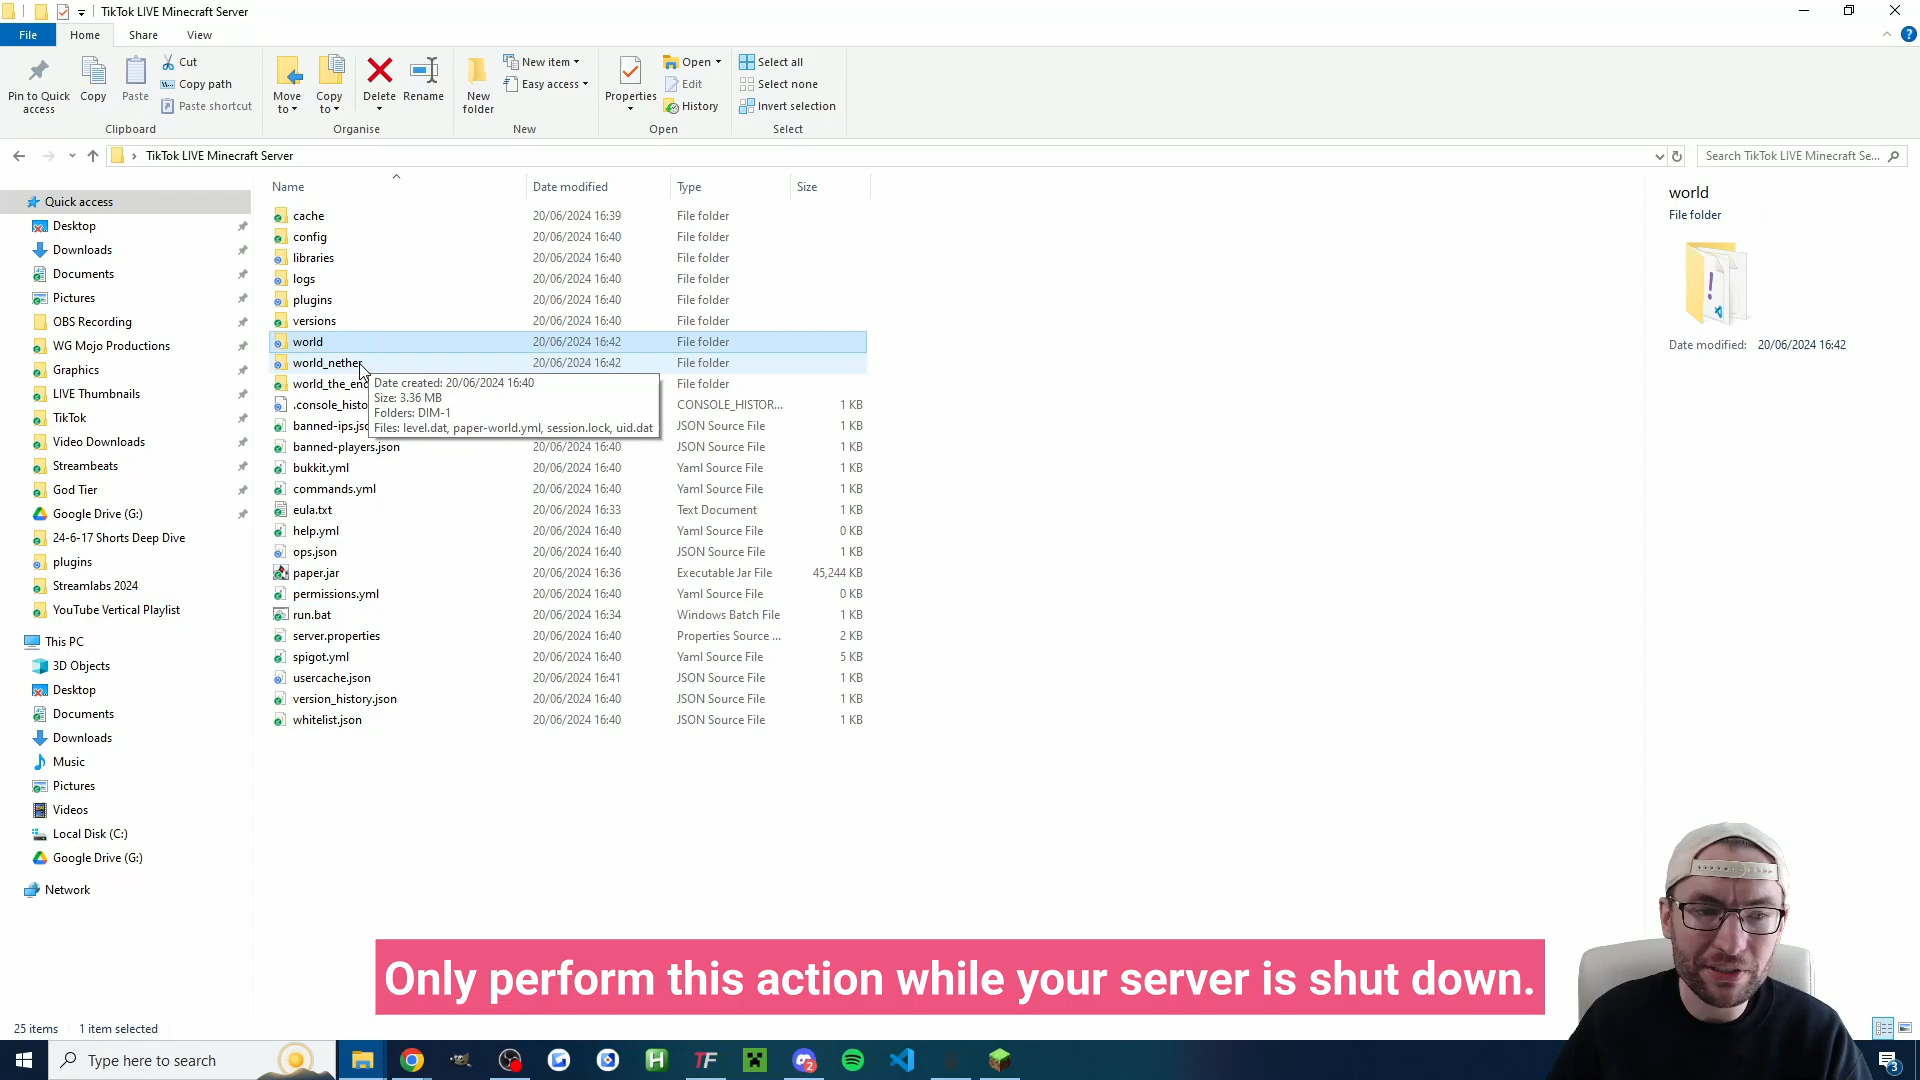 TikTok LIVE Minecraft Server
File Home Share View
Pin to Quick access
Copy
Paste
Cut
Copy path
Paste shortcut
Clipboard
Move to
Copy to
Delete
Rename
Organise
New folder
New item
Easy access
New
Properties
Open
Edit
History
Open
Select all
Select none
Invert selection
Select
TikTok LIVE Minecraft Server
Search TikTok LIVE Minecraft Se...
Quick access
Desktop
Downloads
Documents
Pictures
OBS Recording
WG Mojo Productions
Graphics
LIVE Thumbnails
TikTok
Video Downloads
Streambeats
God Tier
Google Drive (G:)
24-6-17 Shorts Deep Dive
plugins
Streamlabs 2024
YouTube Vertical Playlist
This PC
3D Objects
Desktop
Documents
Downloads
Music
Pictures
Videos
Local Disk (C:)
Google Drive (G:)
Network
Name Date modified Type Size
cache 20/06/2024 16:39 File folder
config 20/06/2024 16:40 File folder
libraries 20/06/2024 16:40 File folder
logs 20/06/2024 16:40 File folder
plugins 20/06/2024 16:40 File folder
versions 20/06/2024 16:40 File folder
world 20/06/2024 16:42 File folder
world_nether 20/06/2024 16:42 File folder
world_the_end File folder
.console_histo CONSOLE_HISTOR... 1 KB
banned-ips.jso JSON Source File 1 KB
banned-players.json 20/06/2024 16:40 JSON Source File 1 KB
bukkit.yml 20/06/2024 16:40 Yaml Source File 1 KB
commands.yml 20/06/2024 16:40 Yaml Source File 1 KB
eula.txt 20/06/2024 16:33 Text Document 1 KB
help.yml 20/06/2024 16:40 Yaml Source File 0 KB
ops.json 20/06/2024 16:40 JSON Source File 1 KB
paper.jar 20/06/2024 16:36 Executable Jar File 45,244 KB
permissions.yml 20/06/2024 16:40 Yaml Source File 0 KB
run.bat 20/06/2024 16:34 Windows Batch File 1 KB
server.properties 20/06/2024 16:40 Properties Source ... 2 KB
spigot.yml 20/06/2024 16:40 Yaml Source File 5 KB
usercache.json 20/06/2024 16:41 JSON Source File 1 KB
version_history.json 20/06/2024 16:40 JSON Source File 1 KB
whitelist.json 20/06/2024 16:40 JSON Source File 1 KB
Date created: 20/06/2024 16:40
Size: 3.36 MB
Folders: DIM-1
Files: level.dat, paper-world.yml, session.lock, uid.dat
world
File folder
Date modified: 20/06/2024 16:42
Only perform this action while your server is shut down.
25 items 1 item selected
Type here to search
H
TF
2
3